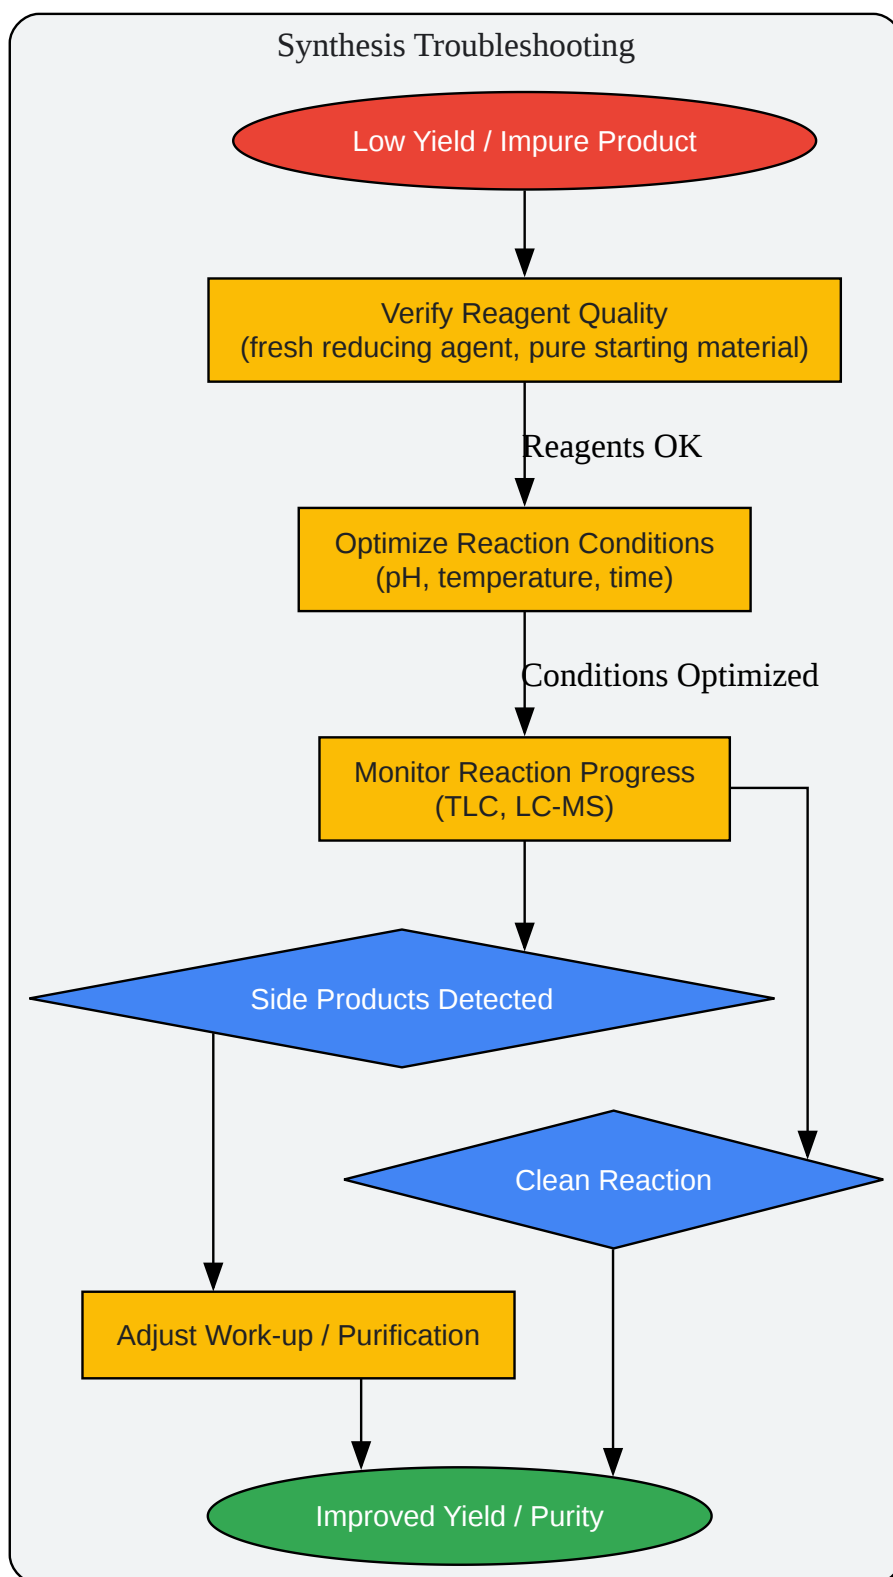 Synthesis Troubleshooting
Low Yield / Impure Product
Verify Reagent Quality
(fresh reducing agent, pure starting material)
Reagents OK
Optimize Reaction Conditions
(pH, temperature, time)
Conditions Optimized
Monitor Reaction Progress
(TLC, LC-MS)
Side Products Detected
Clean Reaction
Adjust Work-up / Purification
Improved Yield / Purity